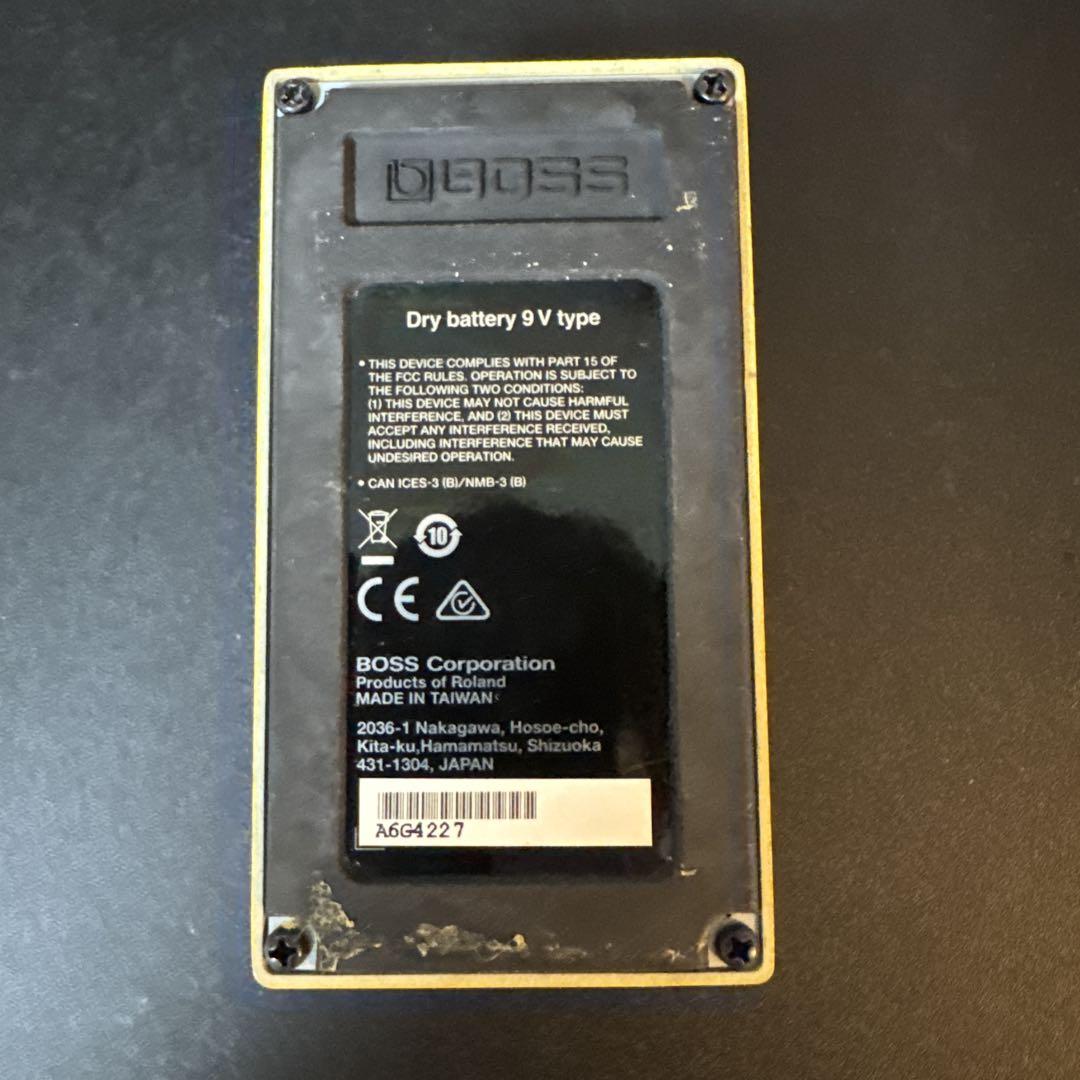 BOSS
Dry battery 9 V type
• THIS DEVICE COMPLIES WITH PART 15 OF
THE FCC RULES. OPERATION IS SUBJECT TO
THE FOLLOWING TWO CONDITIONS:
(1) THIS DEVICE MAY NOT CAUSE HARMFUL
INTERFERENCE, AND (2) THIS DEVICE MUST
ACCEPT ANY INTERFERENCE RECEIVED,
INCLUDING INTERFERENCE THAT MAY CAUSE
UNDESIRED OPERATION.
• CAN ICES-3 (B)/NMB-3 (B)
10
CE
BOSS Corporation
Products of Roland
MADE IN TAIWAN
2036-1 Nakagawa, Hosoe-cho,
Kita-ku,Hamamatsu, Shizuoka
431-1304, JAPAN
A6G4227